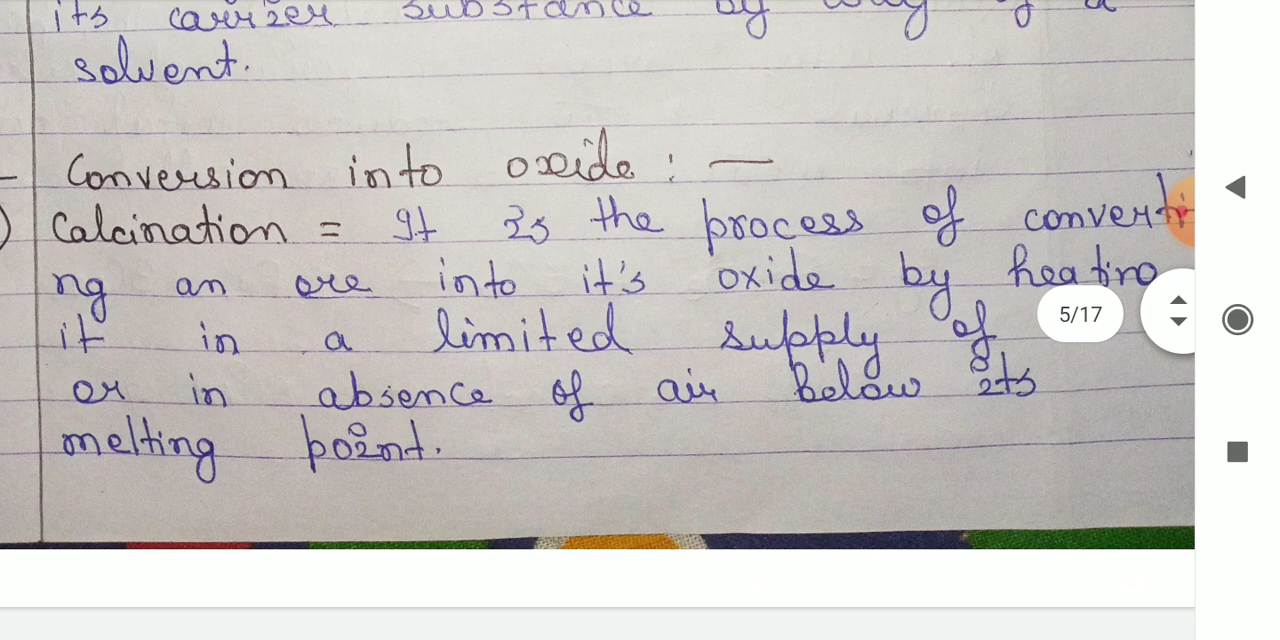 its carrier substance by way of a
solvent.
Conversion into oxide : —
Calcination = It is the process of converti
ng an ore into it's oxide by heating
it in a limited supply of
or in absence of air below its
melting point.
5/17